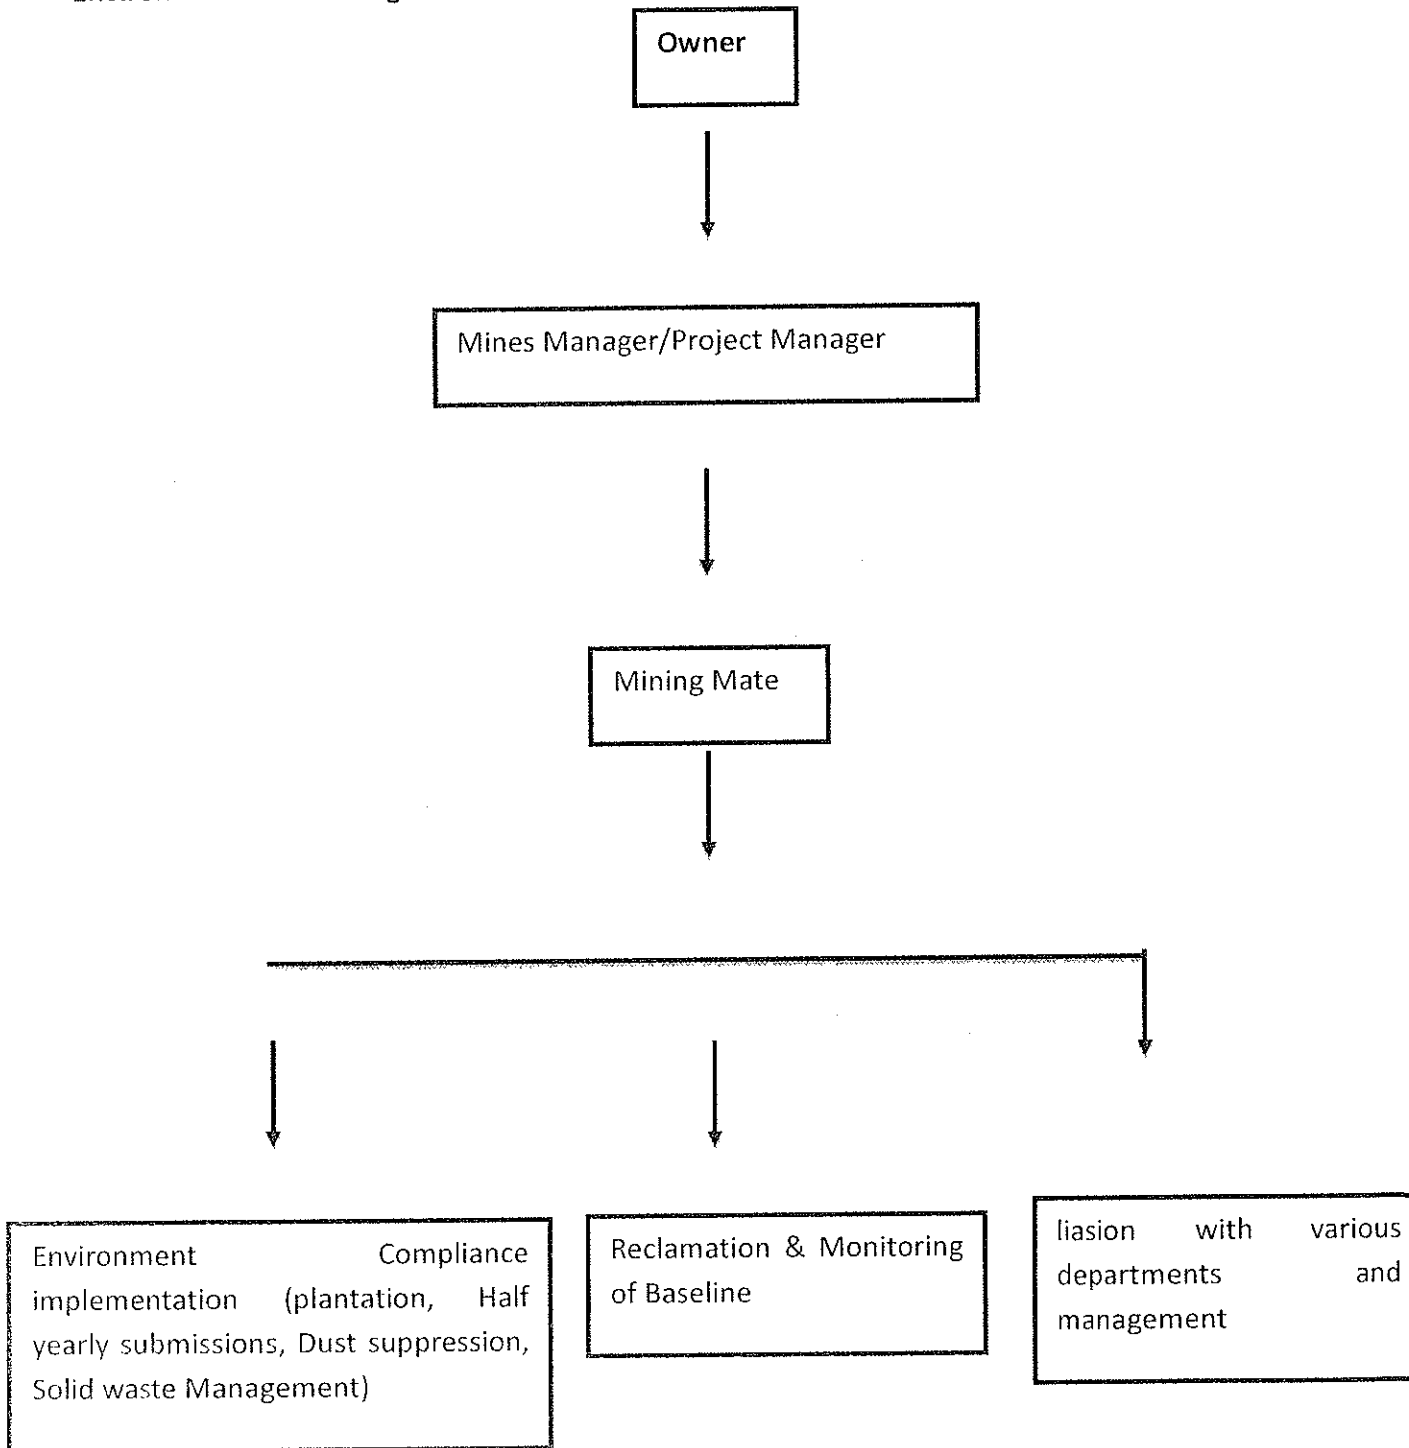 Owner
Mines Manager/Project Manager
Mining Mate
Environment Compliance
implementation (plantation, Half
yearly submissions, Dust suppression,
Solid waste Management)
Reclamation & Monitoring
of Baseline
liasion with various
departments and
management